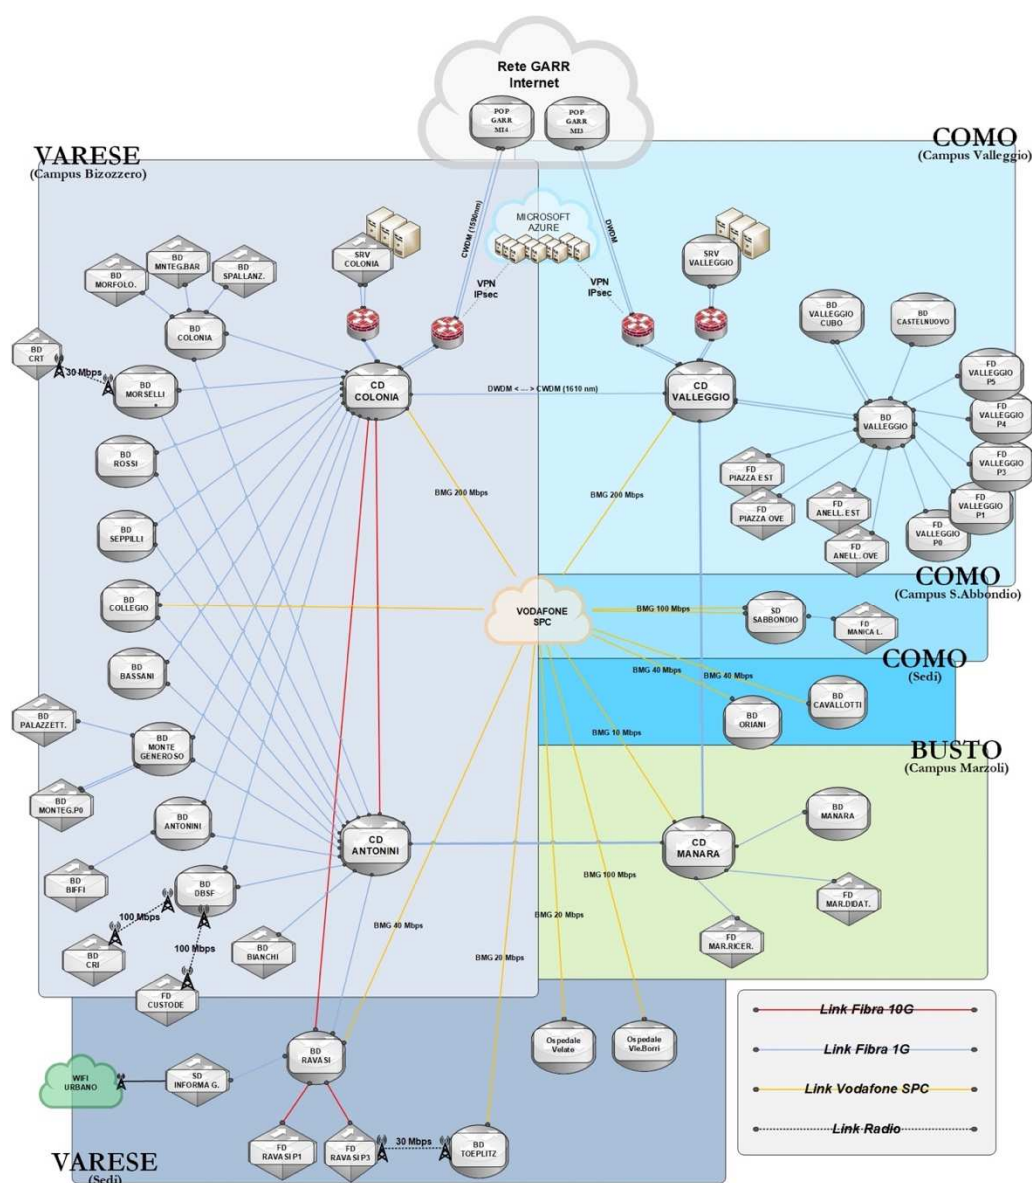 Rete GARR
Internet
POP
GARR
MI4
POP
GARR
MI3
VARESE
(Campus Bizozzero)
COMO
(Campus Valleggio)
CWDM (1590nm)
DWDM
MICROSOFT
AZURE
VPN
IPsec
VPN
IPsec
SRV
COLONIA
SRV
VALLEGGIO
BD
MORFOLO.
BD
MNTEG.BAR
BD
SPALLANZ.
BD
COLONIA
BD
CRT
30 Mbps
BD
MORSELLI
CD
COLONIA
DWDM < --- > CWDM (1610 nm)
CD
VALLEGGIO
BD
VALLEGGIO
CUBO
BD
CASTELNUOVO
FD
VALLEGGIO
P5
FD
VALLEGGIO
P4
FD
VALLEGGIO
P3
FD
VALLEGGIO
P1
FD
VALLEGGIO
P0
BD
VALLEGGIO
FD
PIAZZA EST
FD
PIAZZA OVE
FD
ANELL. EST
FD
ANELL. OVE
BD
ROSSI
BMG 200 Mbps
BMG 200 Mbps
BD
SEPPILLI
BD
COLLEGIO
VODAFONE
SPC
COMO
(Campus S.Abbondio)
BMG 100 Mbps
SD
SABBONDIO
FD
MANICA L.
BD
BASSANI
COMO
(Sedi)
BMG 40 Mbps
BMG 40 Mbps
BD
ORIANI
BD
CAVALLOTTI
BD
PALAZZETT.
BD
MONTE
GENEROSO
BD
MONTEG.P0
BMG 10 Mbps
BUSTO
(Campus Marzoli)
BD
ANTONINI
BD
BIFFI
CD
ANTONINI
CD
MANARA
BD
MANARA
BD
DBSF
100 Mbps
BD
CRI
100 Mbps
FD
CUSTODE
BD
BIANCHI
BMG 40 Mbps
BMG 20 Mbps
BMG 20 Mbps
BMG 100 Mbps
FD
MAR.DIDAT.
FD
MAR.RICER.
BD
RAVASI
Ospedale
Velate
Ospedale
Vle.Borri
WIFI
URBANO
SD
INFORMA G.
FD
RAVASI P1
FD
RAVASI P3
30 Mbps
BD
TOEPLITZ
VARESE
(Sedi)
Link Fibra 10G
Link Fibra 1G
Link Vodafone SPC
Link Radio